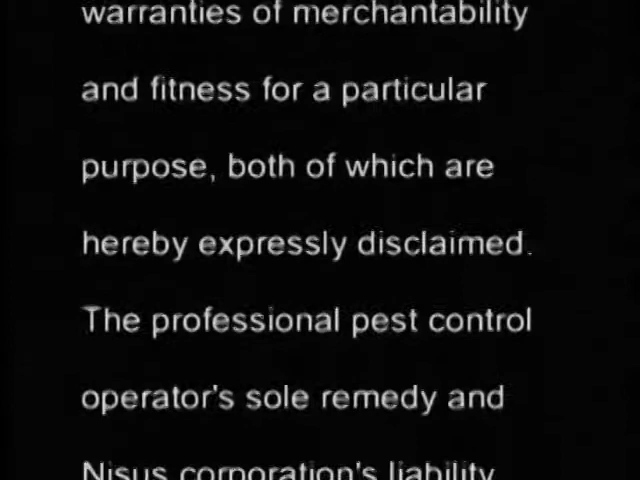 warranties of merchantability
and fitness for a particular
purpose, both of which are
hereby expressly disclaimed.
The professional pest control
operator's sole remedy and
Nisus corporation's liability